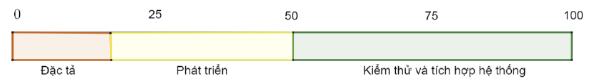 0 25 50 75 100
Đặc tả Phát triển Kiểm thử và tích hợp hệ thống